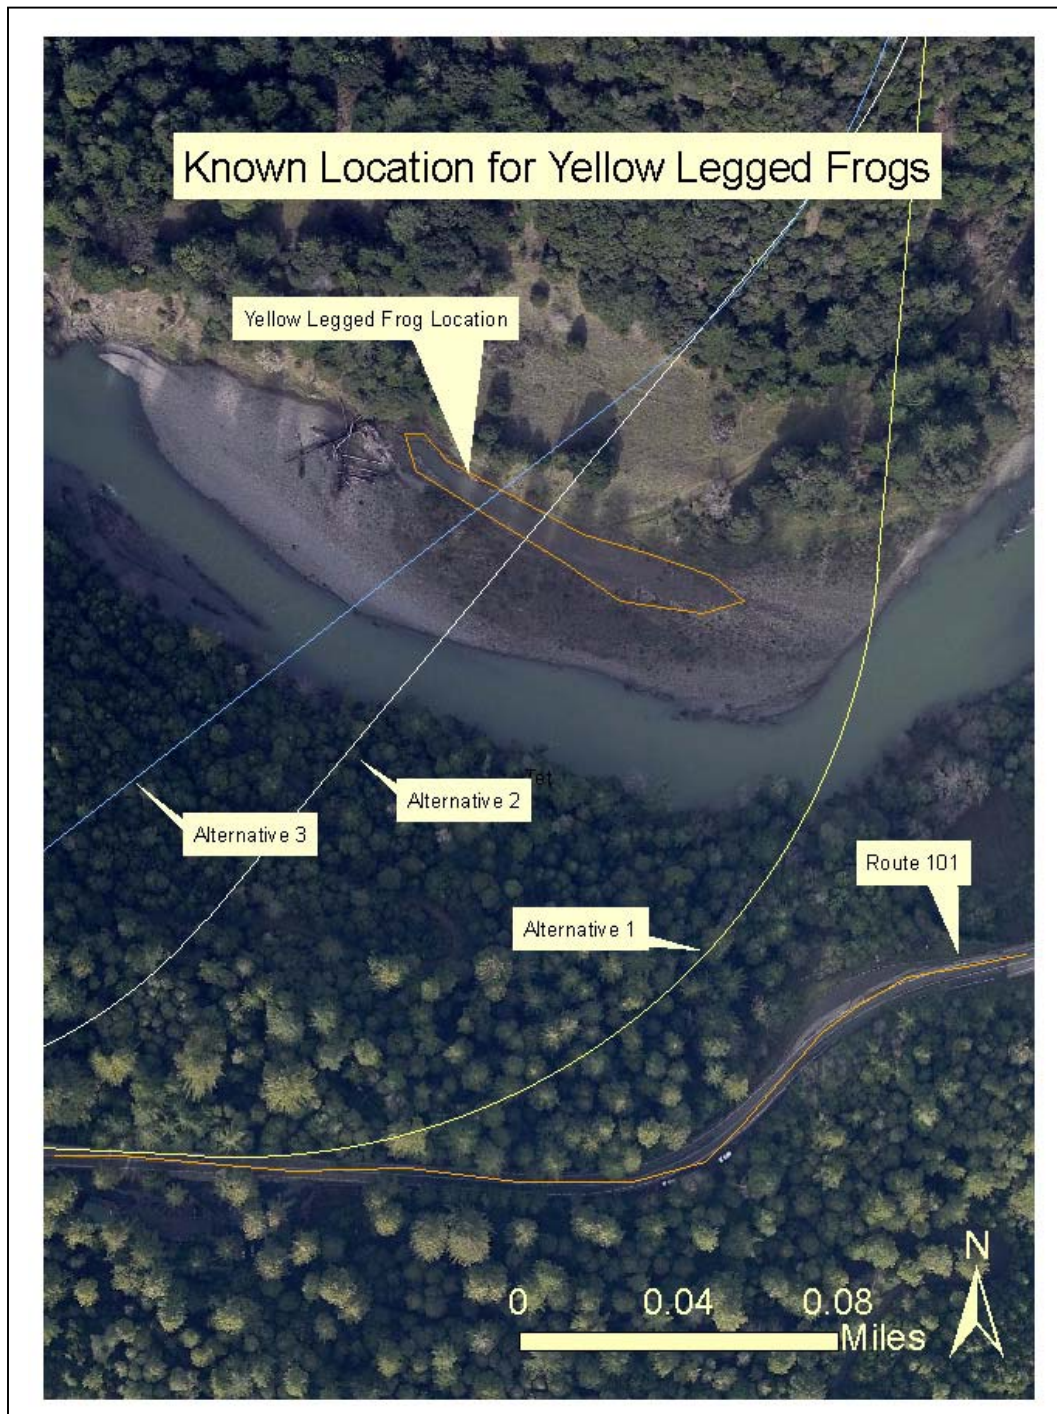 Known Location for Yellow Legged Frogs
Yellow Legged Frog Location
Tet
Alternative 2
Alternative 3
Route 101
Alternative 1
N
0 0.04 0.08
Miles